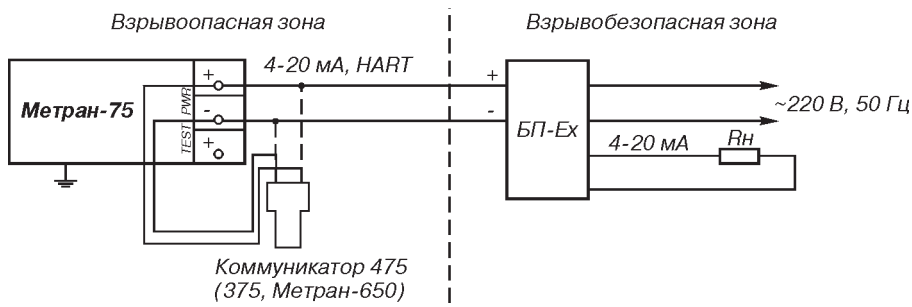 Взрывоопасная зона
Взрывобезопасная зона
4-20 мА, HART
Метран-75
+
-
+
PWR
TEST
+
-
БП-Ех
~220 В, 50 Гц
4-20 мА
Rн
Коммуникатор 475
(375, Метран-650)